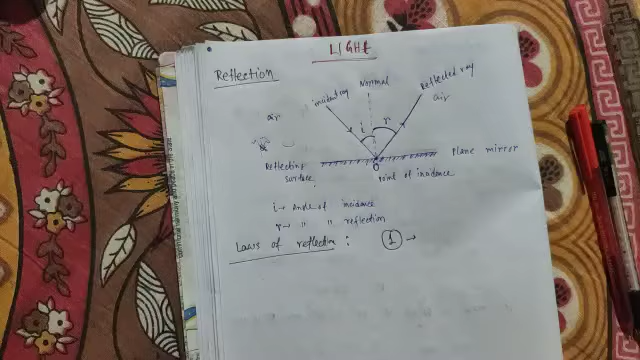 LIGHt
Reflection
incident ray
Normal
Reflected ray
air
air
i
r
Reflecting surface
O
Plane mirror
Point of incidence
i → Angle of incidence
r → " " reflection
Laws of reflection : 1 →